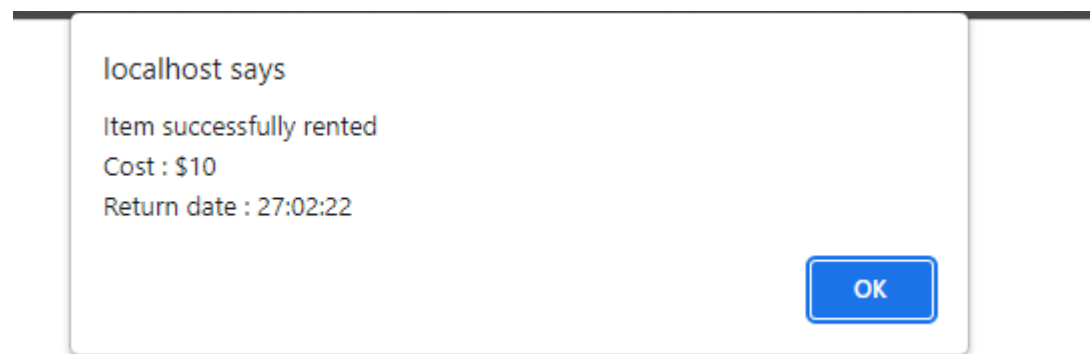 localhost says
Item successfully rented
Cost : $10
Return date : 27:02:22
OK